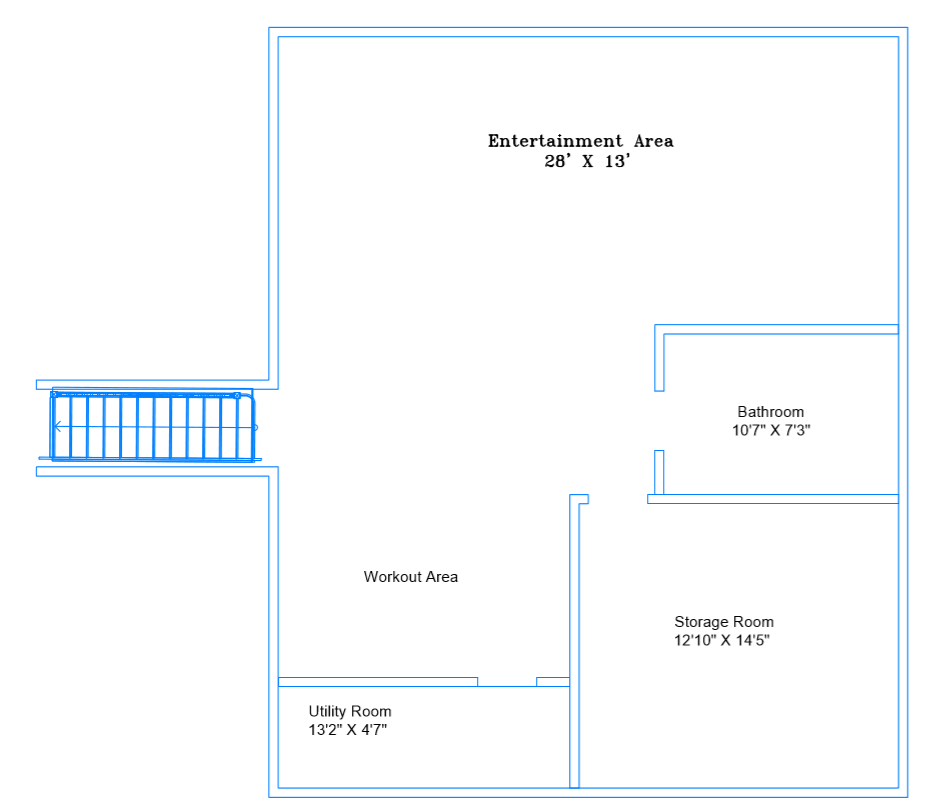 Entertainment Area
28' X 13'
Bathroom
10'7" X 7'3"
Workout Area
Storage Room
12'10" X 14'5"
Utility Room
13'2" X 4'7"